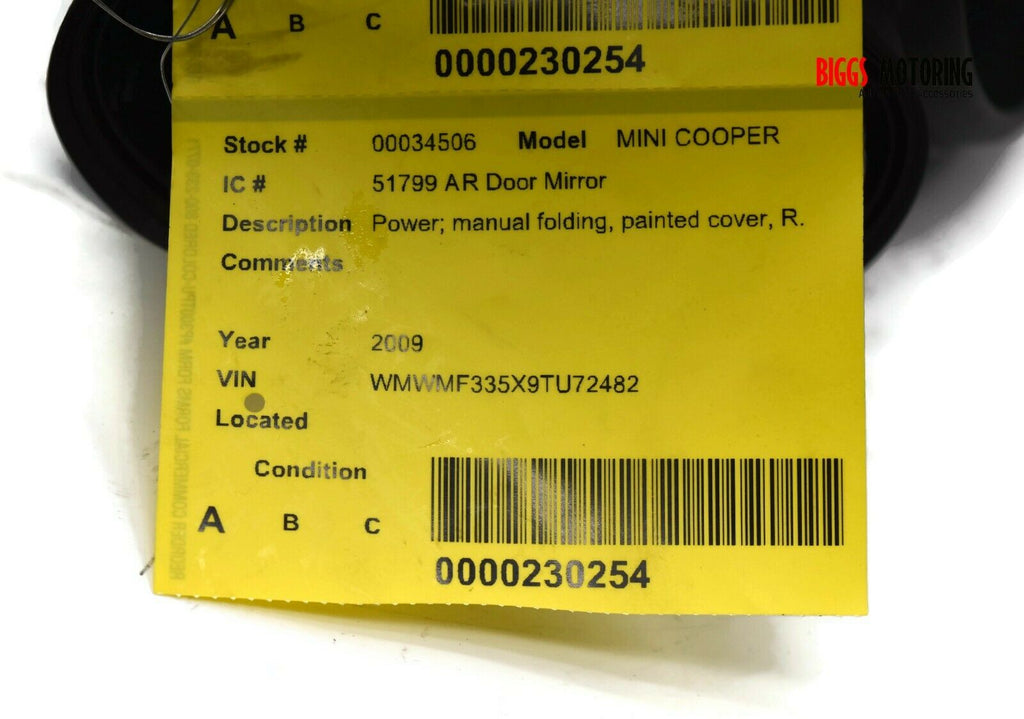 A B C
0000230254
BIGGS MOTORING
Stock # 00034506 Model MINI COOPER
IC # 51799 AR Door Mirror
Description Power; manual folding, painted cover, R.
Comments
Year 2009
VIN WMWMF335X9TU72482
Located
Condition
A B C
0000230254